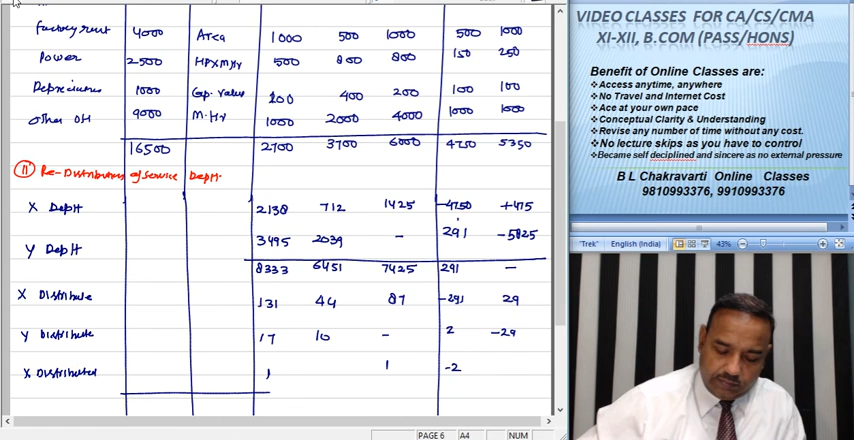 Factory rent 4000 Area 1000 500 1000 500 1000
Power 2500 HPXMHr 500 800 800 150 250
Depreciation 1000 Cap. Value 200 400 200 100 100
Other OH 9000 M.Hr 1000 2000 4000 1000 1000
16500 2700 3700 6000 4750 5350
II Re-Distribution of Service Deptt.
X Deptt 2138 712 1425 -4750 +475
Y Deptt 3495 2039 - 291 -5825
8333 6451 7425 291 -
X Distribute 131 44 87 -291 29
Y Distribute 17 10 - 2 -29
X Distributed 1 1 -2
PAGE 6 A4 NUM
VIDEO CLASSES FOR CA/CS/CMA
XI-XII, B.COM (PASS/HONS)
Benefit of Online Classes are:
❖Access anytime, anywhere
❖No Travel and Internet Cost
❖Ace at your own pace
❖Conceptual Clarity & Understanding
❖Revise any number of time without any cost.
❖No lecture skips as you have to control
❖Became self deciplined and sincere as no external pressure
B L Chakravarti Online Classes
9810993376, 9910993376
"Trek" English (India) 43%